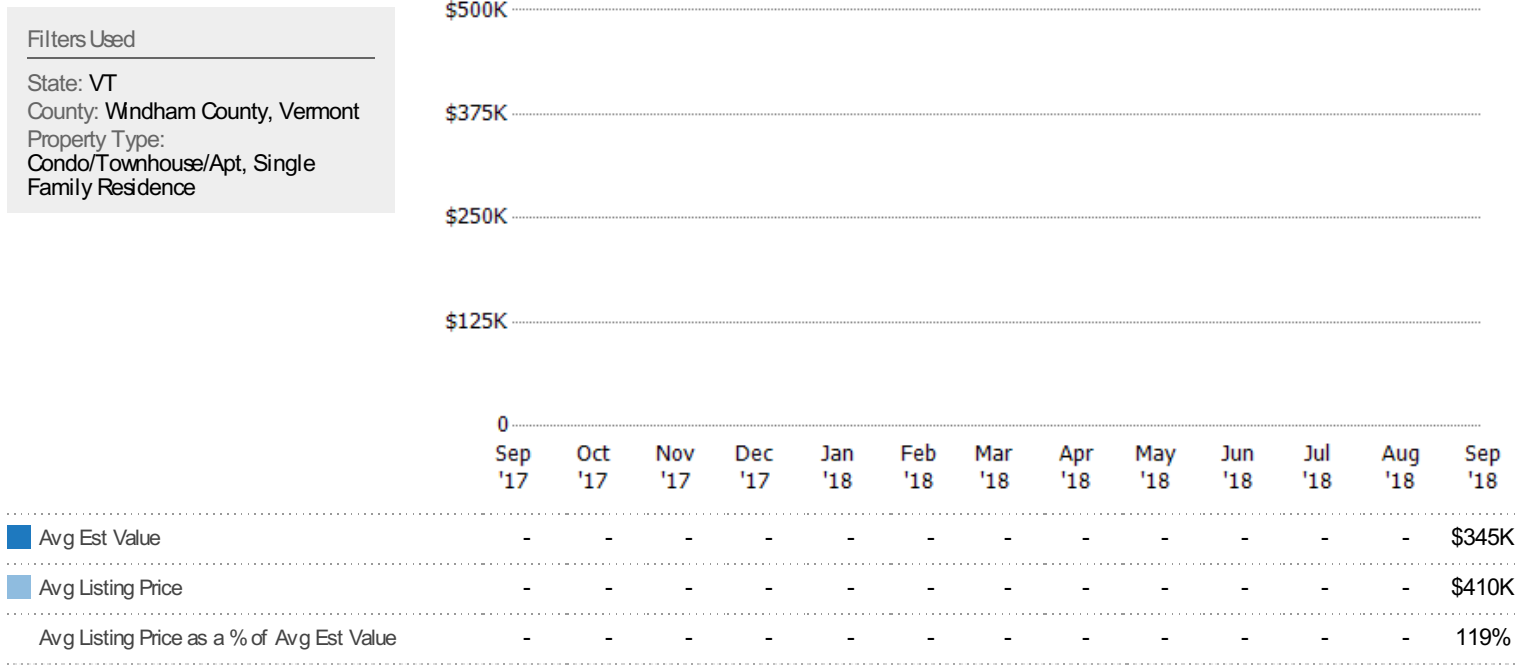 Filters Used
State: VT
County: Windham County, Vermont
Property Type:
Condo/Townhouse/Apt, Single
Family Residence
$500K
$375K
$250K
$125K
0
Sep Oct Nov Dec Jan Feb Mar Apr May Jun Jul Aug Sep
'17 '17 '17 '17 '18 '18 '18 '18 '18 '18 '18 '18 '18
Avg Est Value - - - - - - - - - - - - $345K
Avg Listing Price - - - - - - - - - - - - $410K
Avg Listing Price as a % of Avg Est Value - - - - - - - - - - - - 119%